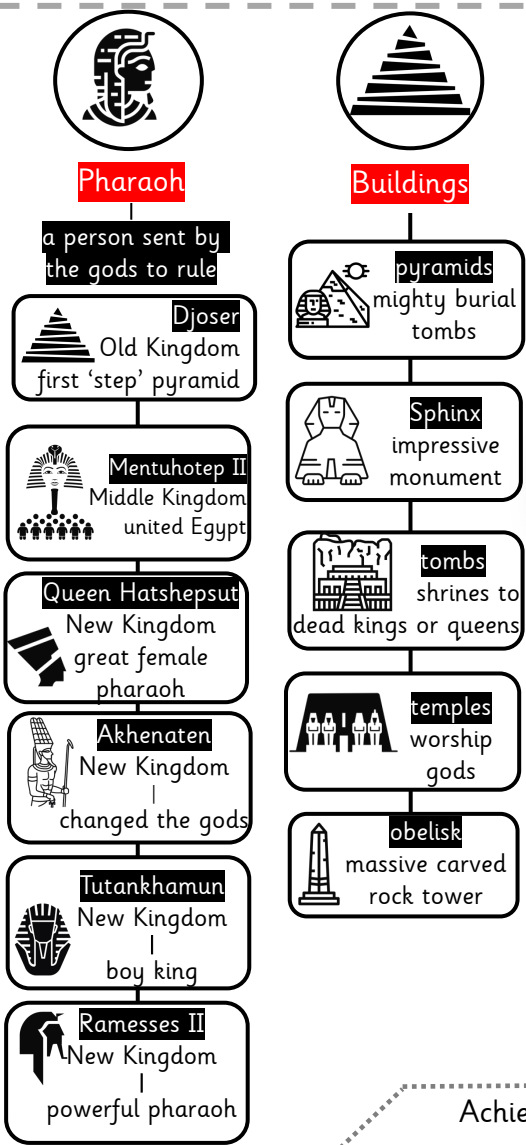 Pharaoh
a person sent by
the gods to rule
Djoser
Old Kingdom
first ‘step’ pyramid
Mentuhotep II
Middle Kingdom
united Egypt
Queen Hatshepsut
New Kingdom
great female
pharaoh
Akhenaten
New Kingdom
changed the gods
Tutankhamun
New Kingdom
boy king
Ramesses II
New Kingdom
powerful pharaoh
Buildings
pyramids
mighty burial
tombs
Sphinx
impressive
monument
tombs
shrines to
dead kings or queens
temples
worship
gods
obelisk
massive carved
rock tower
Achie